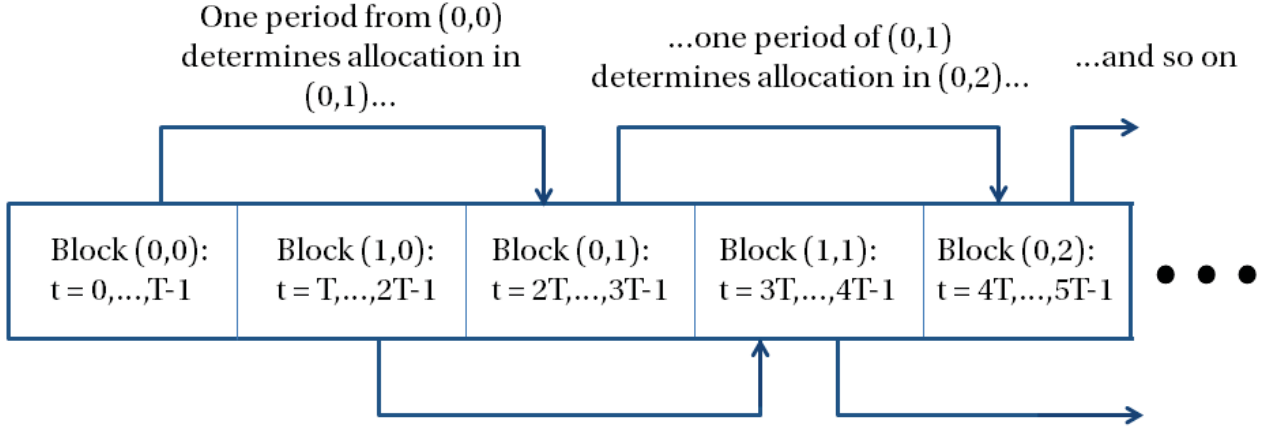 One period from (0,0)
determines allocation in
(0,1)...
...one period of (0,1)
determines allocation in (0,2)...
...and so on
Block (0,0):
t = 0,...,T-1
Block (1,0):
t = T,...,2T-1
Block (0,1):
t = 2T,...,3T-1
Block (1,1):
t = 3T,...,4T-1
Block (0,2):
t = 4T,...,5T-1